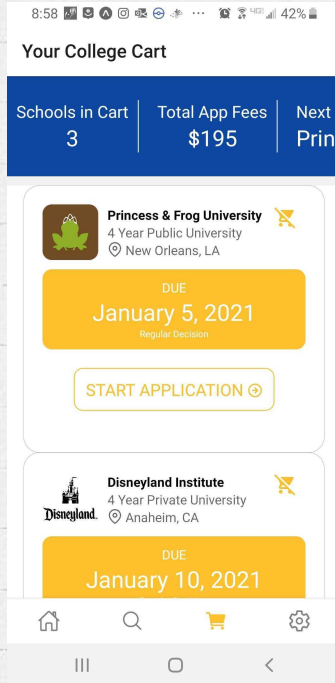 8:58 42%
Your College Cart
Schools in Cart Total App Fees Next
3 $195 Prin
Princess & Frog University
4 Year Public University
New Orleans, LA
DUE
January 5, 2021
Regular Decision
START APPLICATION
Disneyland Institute
4 Year Private University
Disneyland.
Anaheim, CA
DUE
January 10, 2021